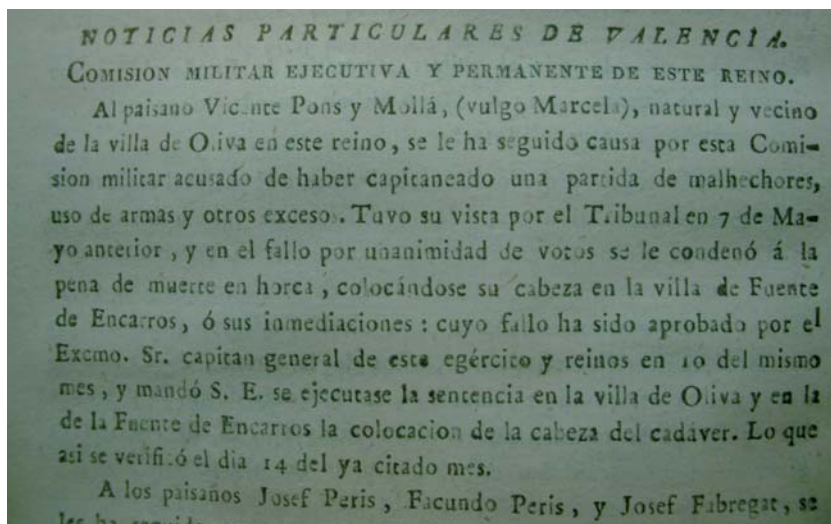 NOTICIAS PARTICULARES DE VALENCIA.
COMISION MILITAR EJECUTIVA Y PERMANENTE DE ESTE REINO.
Al paisano Vicente Pons y Mollá, (vulgo Marcela), natural y vecino
de la villa de Oliva en este reino, se le ha seguido causa por esta Comi-
sion militar acusado de haber capitaneado una partida de malhechores,
uso de armas y otros excesos. Tuvo su vista por el Tribunal en 7 de Ma-
yo anterior, y en el fallo por unanimidad de votos se le condenó á la
pena de muerte en horca, colocándose su cabeza en la villa de Fuente
de Encarros, ó sus inmediaciones: cuyo fallo ha sido aprobado por el
Excmo. Sr. capitan general de este egército y reinos en 10 del mismo
mes, y mandó S. E. se ejecutase la sentencia en la villa de Oliva y en la
de la Fuente de Encarros la colocacion de la cabeza del cadáver. Lo que
asi se verificó el dia 14 del ya citado mes.
A los paisanos Josef Peris, Facundo Peris, y Josef Fabregat, se
les ha seguido